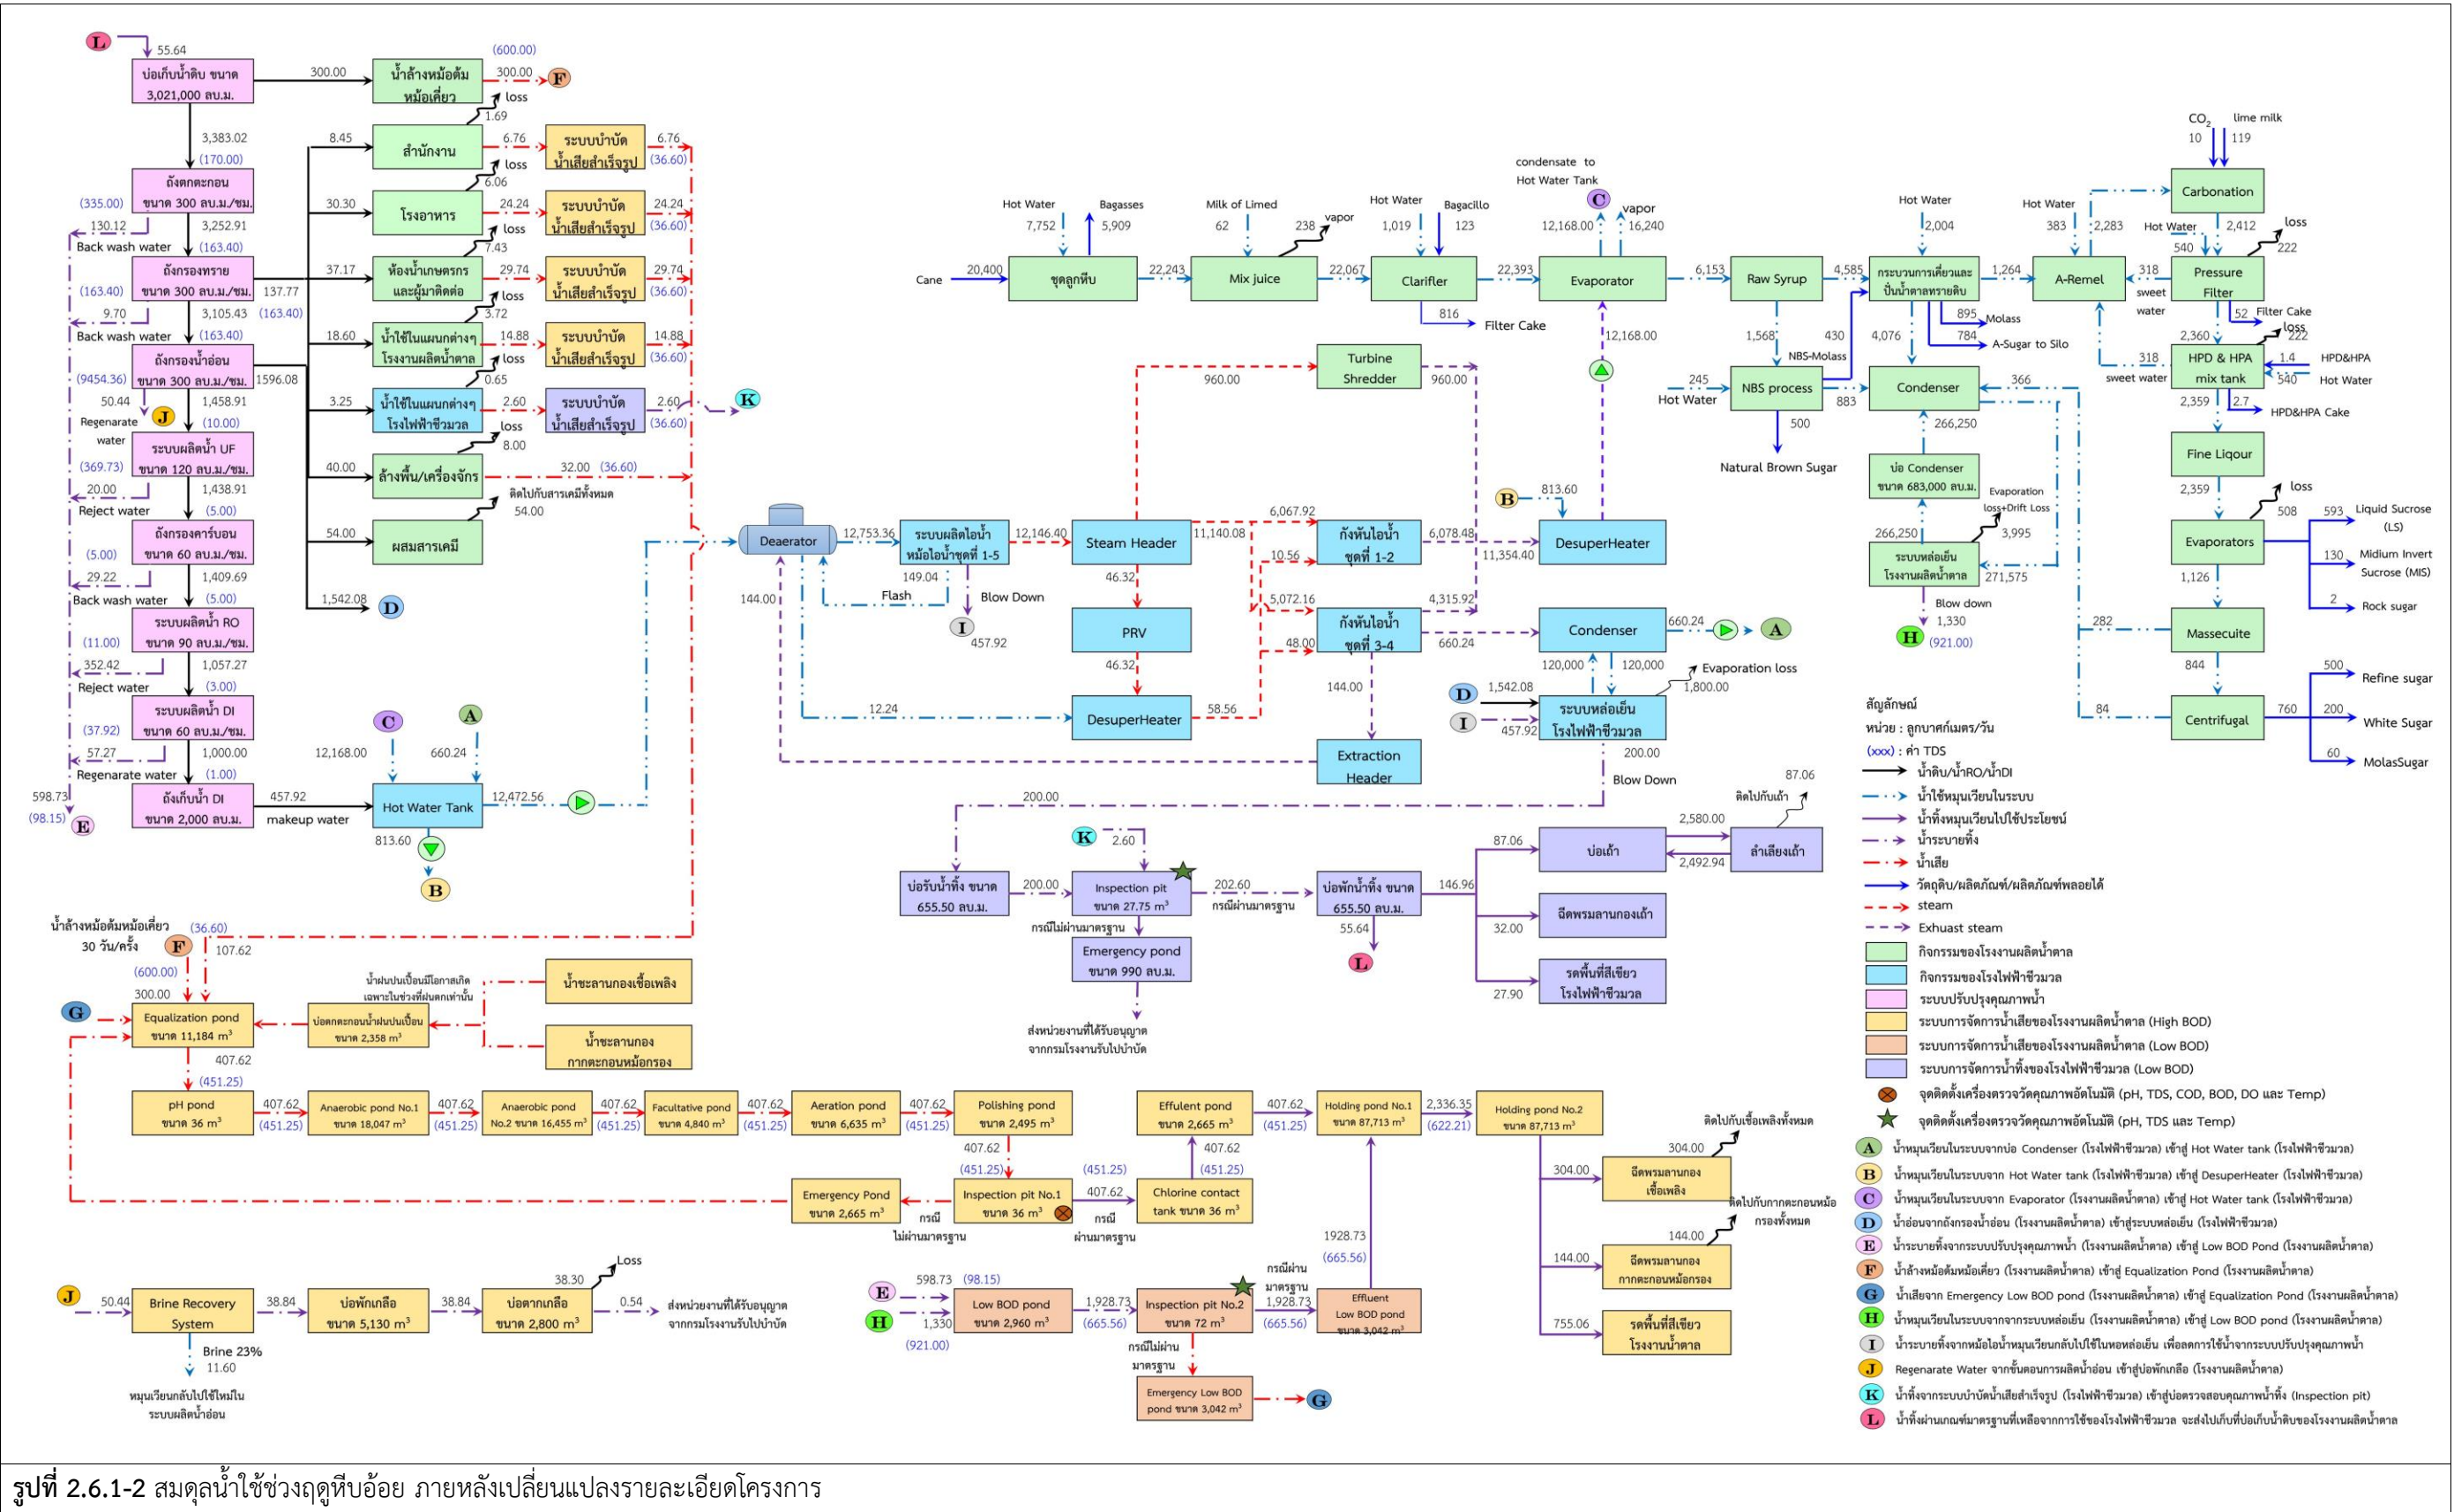 L
55.64
บ่อเก็บน้ำดิบ ขนาด
3,021,000 ลบ.ม.
300.00
น้ำล้างหม้อต้ม
หม้อเคี่ยว
(600.00)
300.00
F
3,383.02
(170.00)
ถังตกตะกอน
ขนาด 300 ลบ.ม./ชม.
(335.00)
130.12
Back wash water
3,252.91
(163.40)
ถังกรองทราย
ขนาด 300 ลบ.ม./ชม.
137.77
(163.40)
(163.40)
9.70
Back wash water
3,105.43
(163.40)
ถังกรองน้ำอ่อน
ขนาด 300 ลบ.ม./ชม.
1596.08
(9454.36)
50.44
Regenarate
water
J
1,458.91
(10.00)
ระบบผลิตน้ำ UF
ขนาด 120 ลบ.ม./ชม.
(369.73)
20.00
Reject water
1,438.91
(5.00)
ถังกรองคาร์บอน
ขนาด 60 ลบ.ม./ชม.
(5.00)
29.22
Back wash water
1,409.69
(5.00)
ระบบผลิตน้ำ RO
ขนาด 90 ลบ.ม./ชม.
(11.00)
352.42
Reject water
1,057.27
(3.00)
ระบบผลิตน้ำ DI
ขนาด 60 ลบ.ม./ชม.
(37.92)
57.27
Regenarate water
1,000.00
(1.00)
ถังเก็บน้ำ DI
ขนาด 2,000 ลบ.ม.
598.73
(98.15)
E
457.92
makeup water
8.45
สำนักงาน
loss
1.69
6.76
ระบบบำบัด
น้ำเสียสำเร็จรูป
6.76
(36.60)
30.30
โรงอาหาร
loss
6.06
24.24
ระบบบำบัด
น้ำเสียสำเร็จรูป
24.24
(36.60)
37.17
ห้องน้ำเกษตรกร
และผู้มาติดต่อ
loss
7.43
29.74
ระบบบำบัด
น้ำเสียสำเร็จรูป
29.74
(36.60)
18.60
น้ำใช้ในแผนกต่างๆ
โรงงานผลิตน้ำตาล
loss
3.72
14.88
ระบบบำบัด
น้ำเสียสำเร็จรูป
14.88
(36.60)
3.25
น้ำใช้ในแผนกต่างๆ
โรงไฟฟ้าชีวมวล
loss
0.65
2.60
ระบบบำบัด
น้ำเสียสำเร็จรูป
2.60
(36.60)
K
40.00
ล้างพื้น/เครื่องจักร
loss
8.00
32.00 (36.60)
54.00
ผสมสารเคมี
ติดไปกับสารเคมีทั้งหมด
54.00
1,542.08
D
C
A
12,168.00
660.24
Hot Water Tank
12,472.56
813.60
B
Cane
20,400
Hot Water
7,752
Bagasses
5,909
ชุดลูกหีบ
22,243
Milk of Limed
62
238
vapor
Mix juice
22,067
Hot Water
1,019
Bagacillo
123
Clarifler
816
Filter Cake
22,393
condensate to
Hot Water Tank
C
12,168.00
vapor
16,240
Evaporator
12,168.00
6,153
Raw Syrup
4,585
1,568
NBS-Molass
430
245
Hot Water
NBS process
883
500
Natural Brown Sugar
Hot Water
2,004
กระบวนการเคี่ยวและ
ปั่นน้ำตาลทรายดิบ
1,264
895
Molass
784
A-Sugar to Silo
4,076
Condenser
366
266,250
บ่อ Condenser
ขนาด 683,000 ลบ.ม.
Evaporation
loss+Drift Loss
3,995
266,250
ระบบหล่อเย็น
โรงงานผลิตน้ำตาล
271,575
Blow down
1,330
H
(921.00)
Hot Water
383
2,283
A-Remel
318
sweet
water
318
sweet water
CO2
10
lime milk
119
Carbonation
Hot Water
540
2,412
loss
222
Pressure
Filter
52
Filter Cake
2,360
loss
222
HPD & HPA
mix tank
1.4
HPD&HPA
540
Hot Water
2,359
2.7
HPD&HPA Cake
Fine Liqour
2,359
loss
508
Evaporators
593
Liquid Sucrose
(LS)
130
Midium Invert
Sucrose (MIS)
2
Rock sugar
1,126
282
Massecuite
844
84
Centrifugal
760
500
Refine sugar
200
White Sugar
60
MolasSugar
Deaerator
12,753.36
ระบบผลิตไอน้ำ
หม้อไอน้ำชุดที่ 1-5
12,146.40
149.04
Flash
Blow Down
I
457.92
144.00
12.24
Steam Header
11,140.08
960.00
Turbine
Shredder
960.00
46.32
PRV
46.32
DesuperHeater
58.56
6,067.92
10.56
กังหันไอน้ำ
ชุดที่ 1-2
6,078.48
5,072.16
48.00
กังหันไอน้ำ
ชุดที่ 3-4
4,315.92
660.24
144.00
Extraction
Header
11,354.40
B
813.60
DesuperHeater
Condenser
660.24
A
120,000
120,000
Evaporation loss
1,800.00
D
1,542.08
I
457.92
ระบบหล่อเย็น
โรงไฟฟ้าชีวมวล
200.00
Blow Down
200.00
K
2.60
บ่อรับน้ำทิ้ง ขนาด
655.50 ลบ.ม.
200.00
Inspection pit
ขนาด 27.75 m3
202.60
กรณีผ่านมาตรฐาน
กรณีไม่ผ่านมาตรฐาน
Emergency pond
ขนาด 990 ลบ.ม.
ส่งหน่วยงานที่ได้รับอนุญาต
จากกรมโรงงานรับไปบำบัด
บ่อพักน้ำทิ้ง ขนาด
655.50 ลบ.ม.
55.64
L
146.96
87.06
บ่อเถ้า
2,580.00
2,492.94
ลำเลียงเถ้า
ติดไปกับเถ้า
87.06
32.00
ฉีดพรมลานกองเถ้า
27.90
รดพื้นที่สีเขียว
โรงไฟฟ้าชีวมวล
น้ำล้างหม้อต้มหม้อเคี่ยว
30 วัน/ครั้ง
F
(36.60)
107.62
(600.00)
300.00
G
Equalization pond
ขนาด 11,184 m3
น้ำฝนปนเปื้อนมีโอกาสเกิด
เฉพาะในช่วงที่ฝนตกเท่านั้น
บ่อตกตะกอนน้ำฝนปนเปื้อน
ขนาด 2,358 m3
น้ำชะลานกองเชื้อเพลิง
น้ำชะลานกอง
กากตะกอนหม้อกรอง
407.62
(451.25)
pH pond
ขนาด 36 m3
407.62
(451.25)
Anaerobic pond No.1
ขนาด 18,047 m3
407.62
(451.25)
Anaerobic pond
No.2 ขนาด 16,455 m3
407.62
(451.25)
Facultative pond
ขนาด 4,840 m3
407.62
(451.25)
Aeration pond
ขนาด 6,635 m3
407.62
(451.25)
Polishing pond
ขนาด 2,495 m3
407.62
(451.25)
Emergency Pond
ขนาด 2,665 m3
กรณี
ไม่ผ่านมาตรฐาน
Inspection pit No.1
ขนาด 36 m3
(451.25)
407.62
กรณี
ผ่านมาตรฐาน
Chlorine contact
tank ขนาด 36 m3
407.62
(451.25)
Effulent pond
ขนาด 2,665 m3
407.62
(451.25)
Holding pond No.1
ขนาด 87,713 m3
2,336.35
(622.21)
Holding pond No.2
ขนาด 87,713 m3
304.00
ฉีดพรมลานกอง
เชื้อเพลิง
ติดไปกับเชื้อเพลิงทั้งหมด
304.00
144.00
ฉีดพรมลานกอง
กากตะกอนหม้อกรอง
ติดไปกับกากตะกอนหม้อ
กรองทั้งหมด
144.00
755.06
รดพื้นที่สีเขียว
โรงงานน้ำตาล
J
50.44
Brine Recovery
System
Brine 23%
11.60
หมุนเวียนกลับไปใช้ใหม่ใน
ระบบผลิตน้ำอ่อน
38.84
บ่อพักเกลือ
ขนาด 5,130 m3
38.84
บ่อตากเกลือ
ขนาด 2,800 m3
38.30
Loss
0.54
ส่งหน่วยงานที่ได้รับอนุญาต
จากกรมโรงงานรับไปบำบัด
E
598.73 (98.15)
H
1,330
(921.00)
Low BOD pond
ขนาด 2,960 m3
1,928.73
(665.56)
Inspection pit No.2
ขนาด 72 m3
กรณีผ่าน
มาตรฐาน
1,928.73
(665.56)
Effluent
Low BOD pond
ขนาด 3,042 m3
1928.73
(665.56)
กรณีไม่ผ่าน
มาตรฐาน
Emergency Low BOD
pond ขนาด 3,042 m3
G
สัญลักษณ์
หน่วย : ลูกบาศก์เมตร/วัน
(xxx) : ค่า TDS
น้ำดิบ/น้ำRO/น้ำDI
น้ำใช้หมุนเวียนในระบบ
น้ำทิ้งหมุนเวียนไปใช้ประโยชน์
น้ำระบายทิ้ง
น้ำเสีย
วัตถุดิบ/ผลิตภัณฑ์/ผลิตภัณฑ์พลอยได้
steam
Exhuast steam
กิจกรรมของโรงงานผลิตน้ำตาล
กิจกรรมของโรงไฟฟ้าชีวมวล
ระบบปรับปรุงคุณภาพน้ำ
ระบบการจัดการน้ำเสียของโรงงานผลิตน้ำตาล (High BOD)
ระบบการจัดการน้ำเสียของโรงงานผลิตน้ำตาล (Low BOD)
ระบบการจัดการน้ำทิ้งของโรงไฟฟ้าชีวมวล (Low BOD)
จุดติดตั้งเครื่องตรวจวัดคุณภาพอัตโนมัติ (pH, TDS, COD, BOD, DO และ Temp)
จุดติดตั้งเครื่องตรวจวัดคุณภาพอัตโนมัติ (pH, TDS และ Temp)
A น้ำหมุนเวียนในระบบจากบ่อ Condenser (โรงไฟฟ้าชีวมวล) เข้าสู่ Hot Water tank (โรงไฟฟ้าชีวมวล)
B น้ำหมุนเวียนในระบบจาก Hot Water tank (โรงไฟฟ้าชีวมวล) เข้าสู่ DesuperHeater (โรงไฟฟ้าชีวมวล)
C น้ำหมุนเวียนในระบบจาก Evaporator (โรงงานผลิตน้ำตาล) เข้าสู่ Hot Water tank (โรงไฟฟ้าชีวมวล)
D น้ำอ่อนจากถังกรองน้ำอ่อน (โรงงานผลิตน้ำตาล) เข้าสู่ระบบหล่อเย็น (โรงไฟฟ้าชีวมวล)
E น้ำระบายทิ้งจากระบบปรับปรุงคุณภาพน้ำ (โรงงานผลิตน้ำตาล) เข้าสู่ Low BOD Pond (โรงงานผลิตน้ำตาล)
F น้ำล้างหม้อต้มหม้อเคี่ยว (โรงงานผลิตน้ำตาล) เข้าสู่ Equalization Pond (โรงงานผลิตน้ำตาล)
G น้ำเสียจาก Emergency Low BOD pond (โรงงานผลิตน้ำตาล) เข้าสู่ Equalization Pond (โรงงานผลิตน้ำตาล)
H น้ำหมุนเวียนในระบบจากจากระบบหล่อเย็น (โรงงานผลิตน้ำตาล) เข้าสู่ Low BOD pond (โรงงานผลิตน้ำตาล)
I น้ำระบายทิ้งจากหม้อไอน้ำหมุนเวียนกลับไปใช้ในหอหล่อเย็น เพื่อลดการใช้น้ำจากระบบปรับปรุงคุณภาพน้ำ
J Regenarate Water จากขั้นตอนการผลิตน้ำอ่อน เข้าสู่บ่อพักเกลือ (โรงงานผลิตน้ำตาล)
K น้ำทิ้งจากระบบบำบัดน้ำเสียสำเร็จรูป (โรงไฟฟ้าชีวมวล) เข้าสู่บ่อตรวจสอบคุณภาพน้ำทิ้ง (Inspection pit)
L น้ำทิ้งผ่านเกณฑ์มาตรฐานที่เหลือจากการใช้ของโรงไฟฟ้าชีวมวล จะส่งไปเก็บที่บ่อเก็บน้ำดิบของโรงงานผลิตน้ำตาล
รูปที่ 2.6.1-2 สมดุลน้ำใช้ช่วงฤดูหีบอ้อย ภายหลังเปลี่ยนแปลงรายละเอียดโครงการ